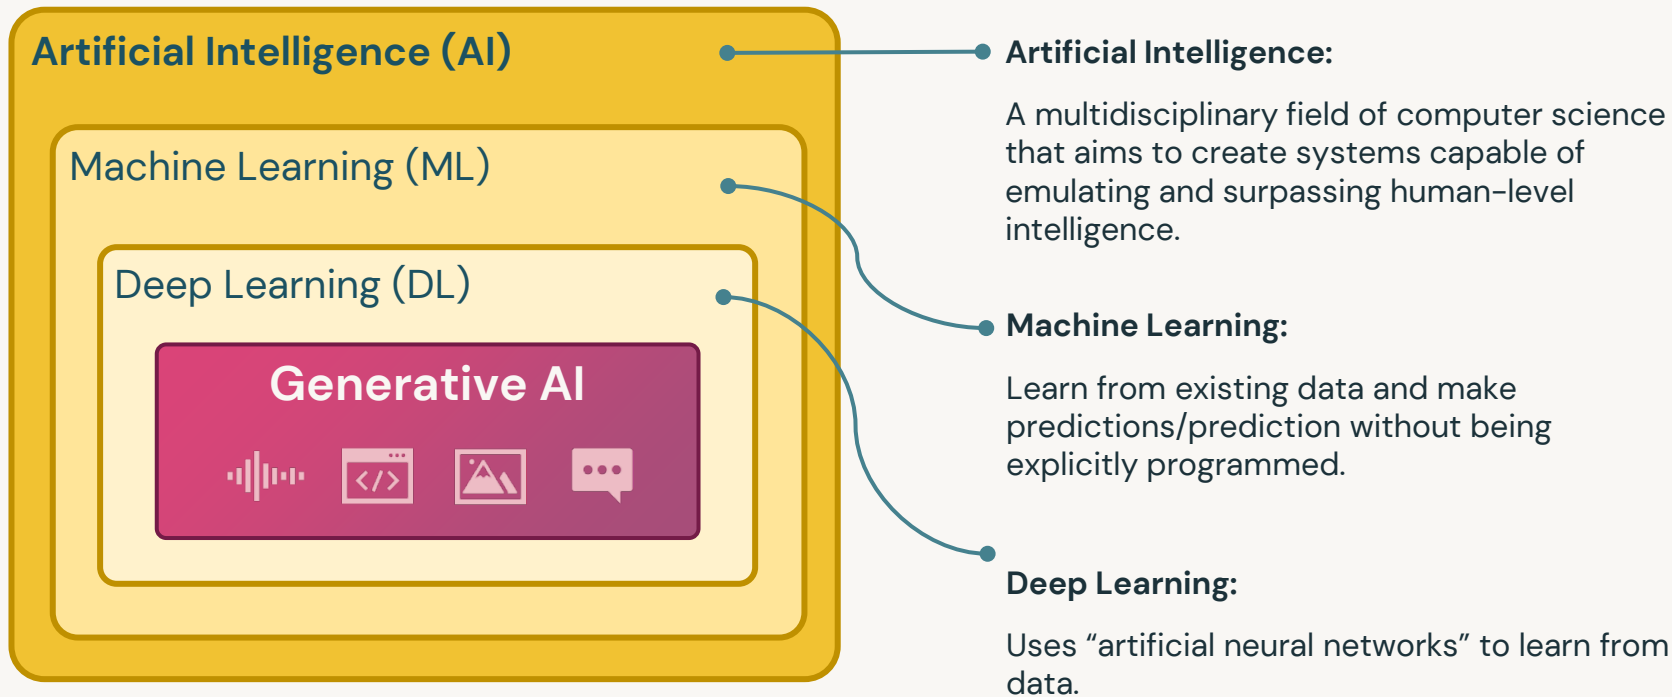 Artificial Intelligence (AI)
Machine Learning (ML)
Deep Learning (DL)
Generative AI
</>
Artificial Intelligence:
A multidisciplinary field of computer science
that aims to create systems capable of
emulating and surpassing human-level
intelligence.
Machine Learning:
Learn from existing data and make
predictions/prediction without being
explicitly programmed.
Deep Learning:
Uses “artificial neural networks” to learn from
data.